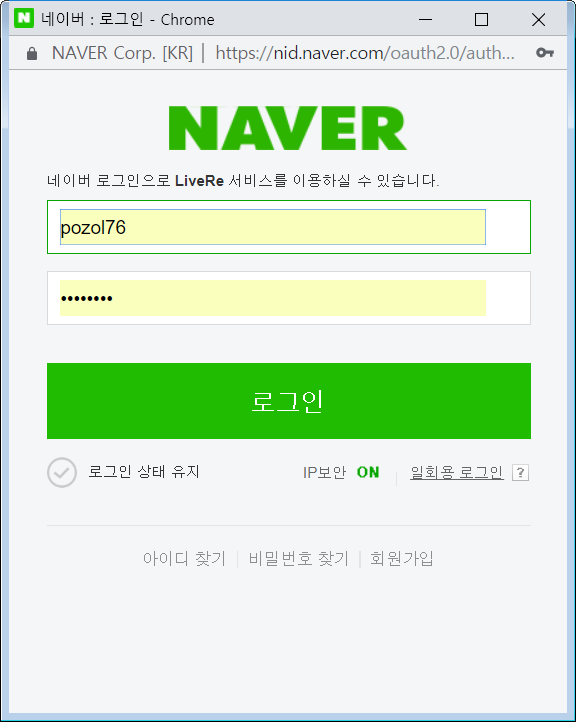 네이버 : 로그인 - Chrome
NAVER Corp. [KR] | https://nid.naver.com/oauth2.0/auth...
NAVER
네이버 로그인으로 LiveRe 서비스를 이용하실 수 있습니다.
pozol76
••••••••
로그인
로그인 상태 유지 IP보안 ON | 일회용 로그인 ?
아이디 찾기 | 비밀번호 찾기 | 회원가입